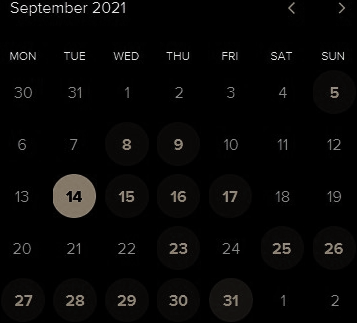 September 2021
MON TUE WED THU FRI SAT SUN
30 31 1 2 3 4 5
6 7 8 9 10 11 12
13 14 15 16 17 18 19
20 21 22 23 24 25 26
27 28 29 30 31 1 2